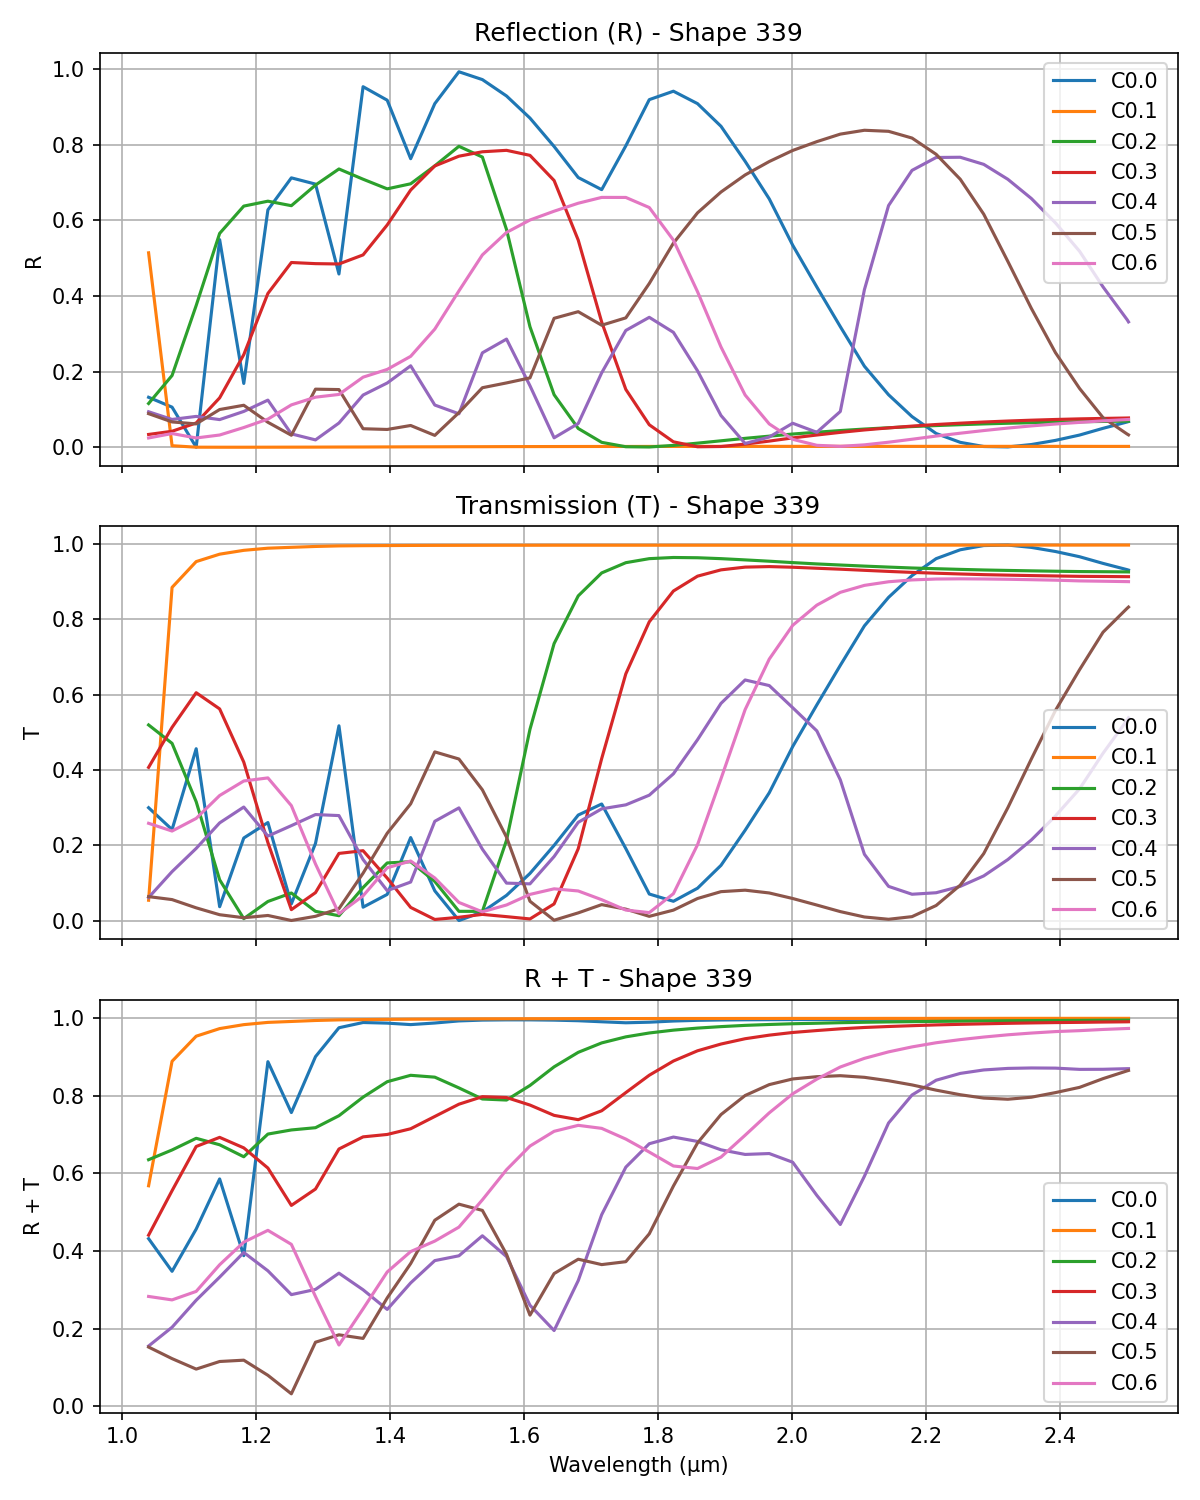 Reflection (R) - Shape 339
1.0
0.8
0.6
0.4
0.2
0.0
R
C0.0
C0.1
C0.2
C0.3
C0.4
C0.5
C0.6
Transmission (T) - Shape 339
1.0
0.8
0.6
0.4
0.2
0.0
T
C0.0
C0.1
C0.2
C0.3
C0.4
C0.5
C0.6
R + T - Shape 339
1.0
0.8
0.6
0.4
0.2
0.0
R + T
C0.0
C0.1
C0.2
C0.3
C0.4
C0.5
C0.6
1.0 1.2 1.4 1.6 1.8 2.0 2.2 2.4
Wavelength (μm)